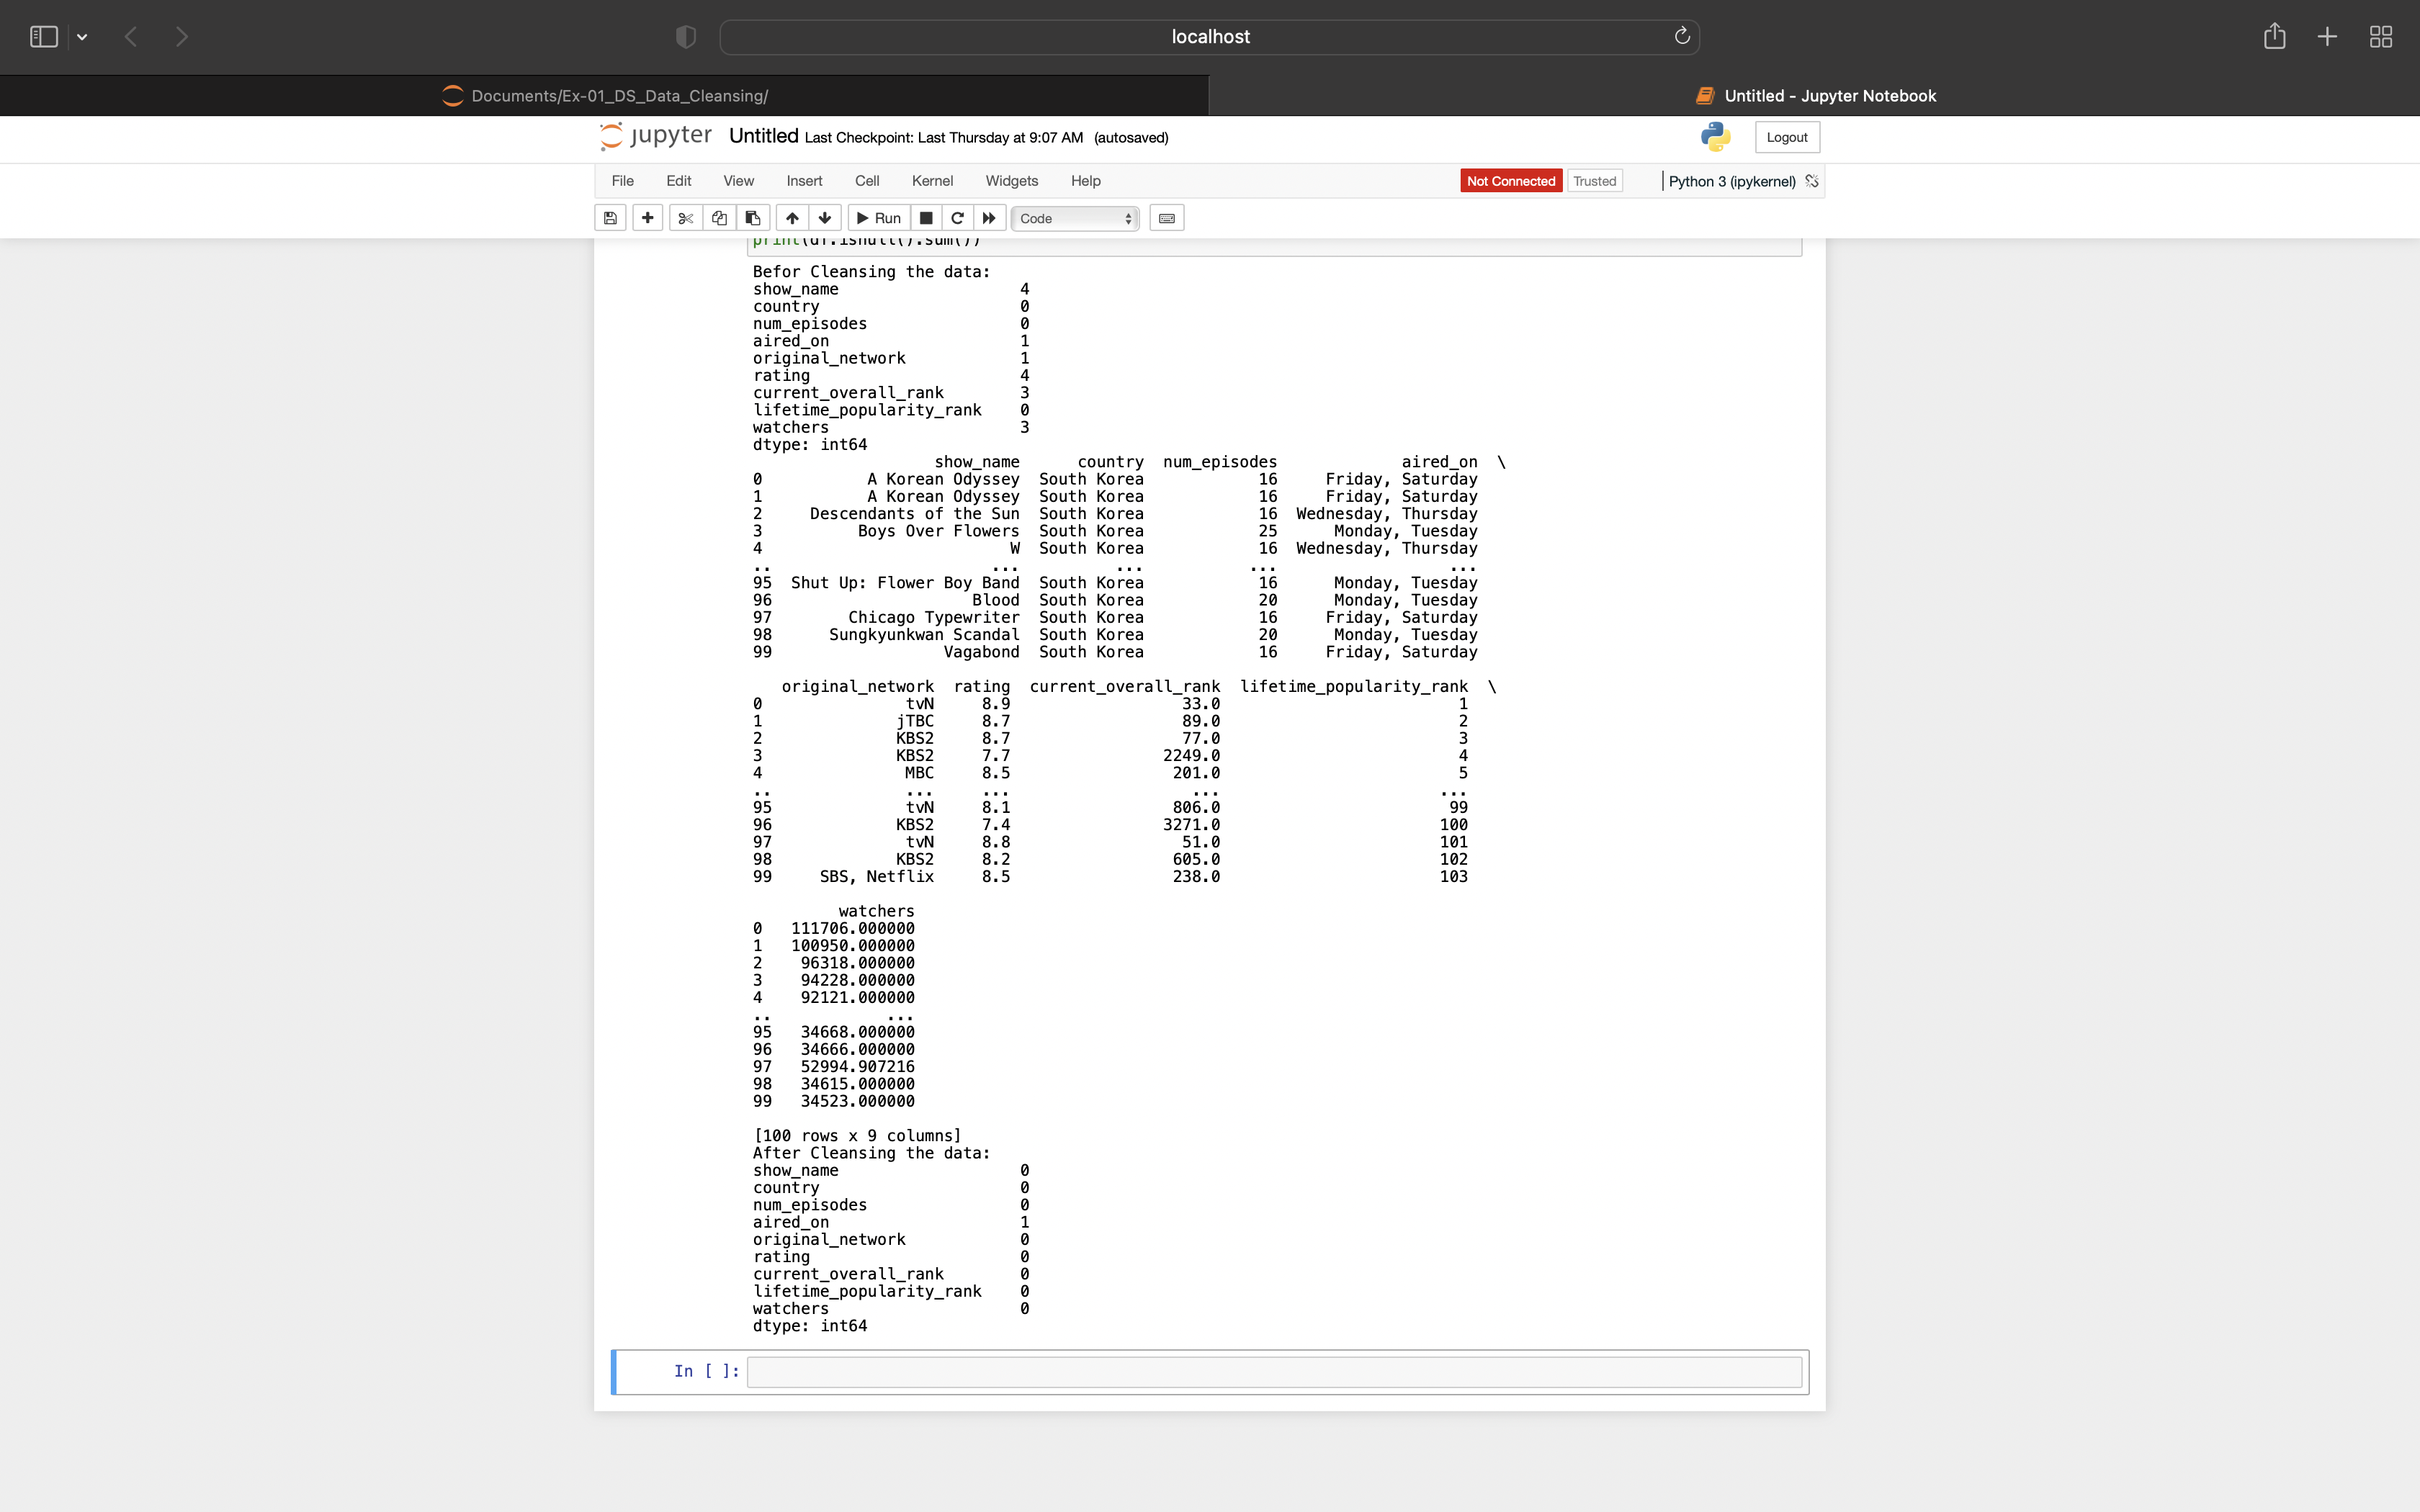 localhost
Documents/Ex-01_DS_Data_Cleansing/
Untitled - Jupyter Notebook
jupyter Untitled Last Checkpoint: Last Thursday at 9:07 AM (autosaved)
Logout
File Edit View Insert Cell Kernel Widgets Help
Not Connected Trusted Python 3 (ipykernel)
Run Code
print(df.isnull().sum())
Befor Cleansing the data:
show_name 4
country 0
num_episodes 0
aired_on 1
original_network 1
rating 4
current_overall_rank 3
lifetime_popularity_rank 0
watchers 3
dtype: int64
show_name country num_episodes aired_on \
0 A Korean Odyssey South Korea 16 Friday, Saturday
1 A Korean Odyssey South Korea 16 Friday, Saturday
2 Descendants of the Sun South Korea 16 Wednesday, Thursday
3 Boys Over Flowers South Korea 25 Monday, Tuesday
4 W South Korea 16 Wednesday, Thursday
.. ... ... ... ...
95 Shut Up: Flower Boy Band South Korea 16 Monday, Tuesday
96 Blood South Korea 20 Monday, Tuesday
97 Chicago Typewriter South Korea 16 Friday, Saturday
98 Sungkyunkwan Scandal South Korea 20 Monday, Tuesday
99 Vagabond South Korea 16 Friday, Saturday
original_network rating current_overall_rank lifetime_popularity_rank \
0 tvN 8.9 33.0 1
1 jTBC 8.7 89.0 2
2 KBS2 8.7 77.0 3
3 KBS2 7.7 2249.0 4
4 MBC 8.5 201.0 5
.. ... ... ... ...
95 tvN 8.1 806.0 99
96 KBS2 7.4 3271.0 100
97 tvN 8.8 51.0 101
98 KBS2 8.2 605.0 102
99 SBS, Netflix 8.5 238.0 103
watchers
0 111706.000000
1 100950.000000
2 96318.000000
3 94228.000000
4 92121.000000
.. ...
95 34668.000000
96 34666.000000
97 52994.907216
98 34615.000000
99 34523.000000
[100 rows x 9 columns]
After Cleansing the data:
show_name 0
country 0
num_episodes 0
aired_on 1
original_network 0
rating 0
current_overall_rank 0
lifetime_popularity_rank 0
watchers 0
dtype: int64
In [ ]: